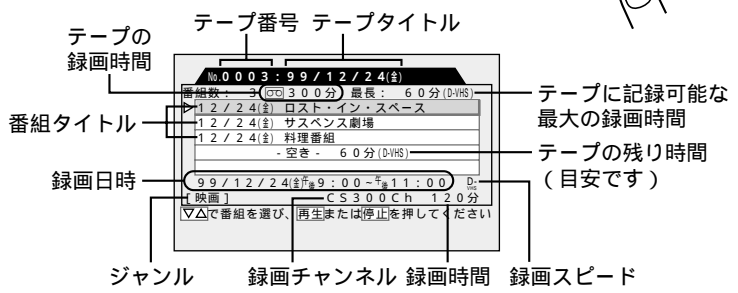 テープ番号 テープタイトル
テープの
録画時間
No.0003:99/12/24(金)
番組数: 3 300分 最長: 60分(D-VHS)
テープに記録可能な
最大の録画時間
12/24(金) ロスト・イン・スペース
番組タイトル
12/24(金) サスペンス劇場
12/24(金) 料理番組
-空き- 60分(D-VHS)
テープの残り時間
(目安です)
録画日時
99/12/24(金)午後9:00~午後11:00 D-VHS
[映画] CS300Ch 120分
▽△で番組を選び、再生または停止を押してください
ジャンル 録画チャンネル 録画時間 録画スピード